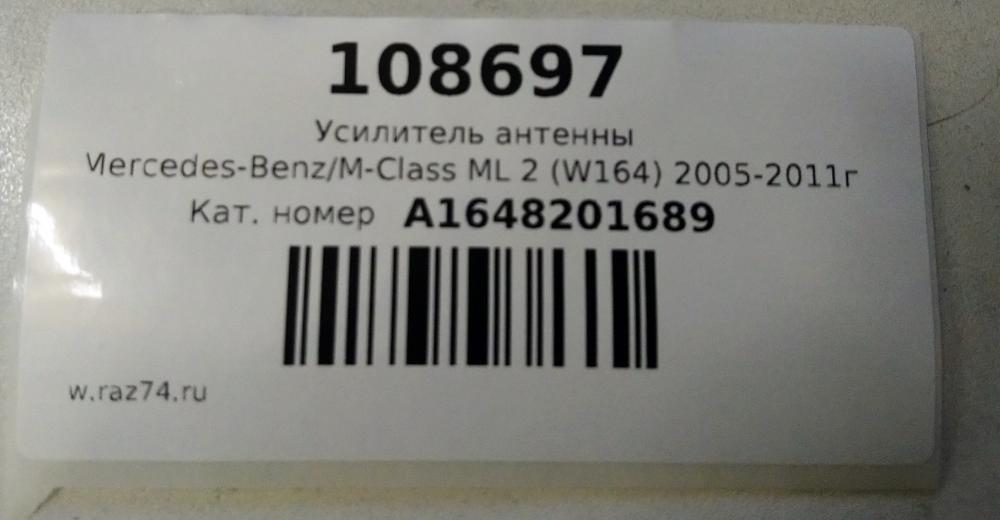 108697
Усилитель антенны
Mercedes-Benz/M-Class ML 2 (W164) 2005-2011г
Кат. номер A1648201689
w.raz74.ru